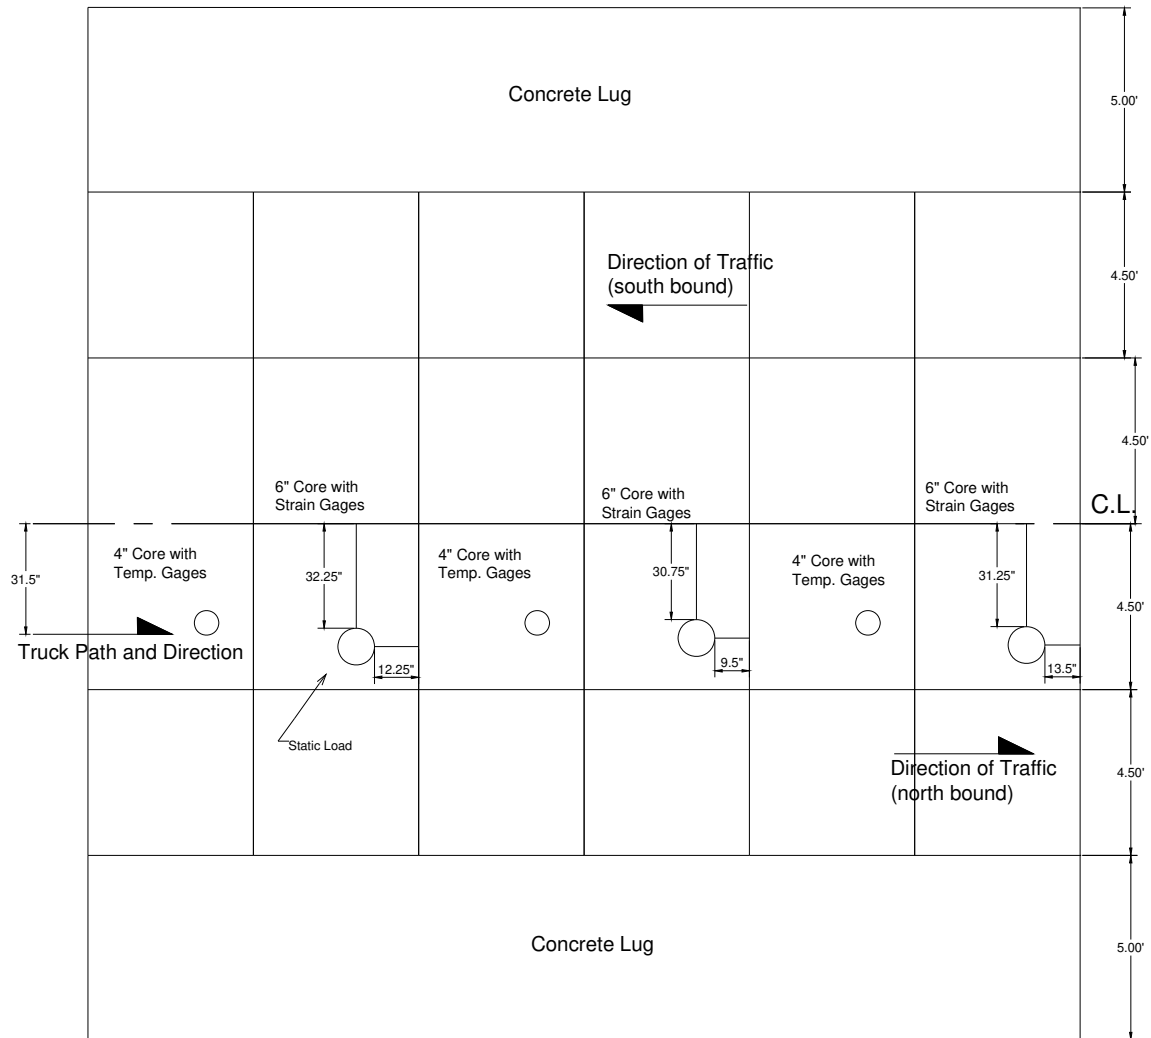 Concrete Lug
5.00'
4.50'
Direction of Traffic
(south bound)
4.50'
6" Core with
Strain Gages
6" Core with
Strain Gages
6" Core with
Strain Gages
C.L.
31.5"
4" Core with
Temp. Gages
32.25"
4" Core with
Temp. Gages
30.75"
4" Core with
Temp. Gages
31.25"
4.50'
Truck Path and Direction
12.25"
9.5"
13.5"
Static Load
Direction of Traffic
(north bound)
4.50'
Concrete Lug
5.00'